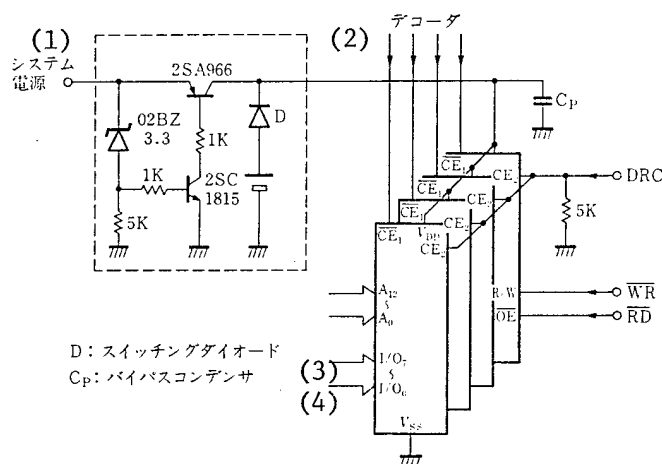 (1)
(2)
デコーダ
システム
電源
2SA966
02BZ
3.3
1K
1K
D
2SC
1815
5K
CP
CE1
CE2
DRC
CE1
CE2
5K
CE1
CE2
CE1
VDD
CE2
A12
〜
A0
R/W
WR
OE
RD
(3)
I/O7
〜
(4)
I/O6
VSS
D：スイッチングダイオード
CP：バイパスコンデンサ